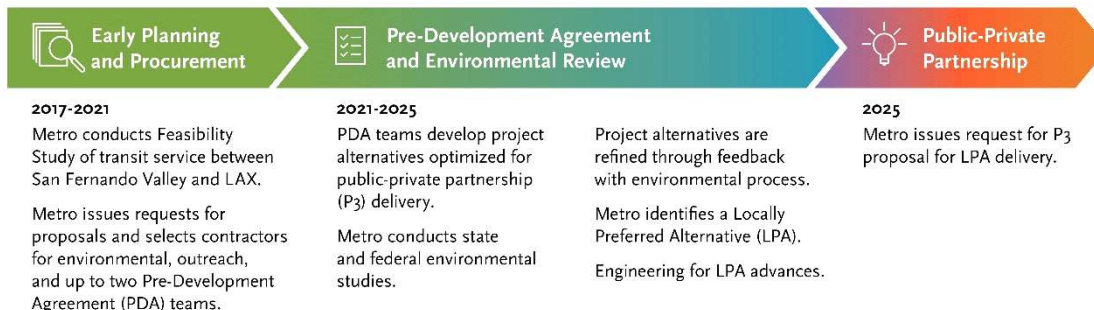 Early Planning
and Procurement
Pre-Development Agreement
and Environmental Review
Public-Private
Partnership
2017-2021
Metro conducts Feasibility
Study of transit service between
San Fernando Valley and LAX.
Metro issues requests for
proposals and selects contractors
for environmental, outreach,
and up to two Pre-Development
Agreement (PDA) teams.
2021-2025
PDA teams develop project
alternatives optimized for
public-private partnership
(P3) delivery.
Metro conducts state
and federal environmental
studies.
Project alternatives are
refined through feedback
with environmental process.
Metro identifies a Locally
Preferred Alternative (LPA).
Engineering for LPA advances.
2025
Metro issues request for P3
proposal for LPA delivery.